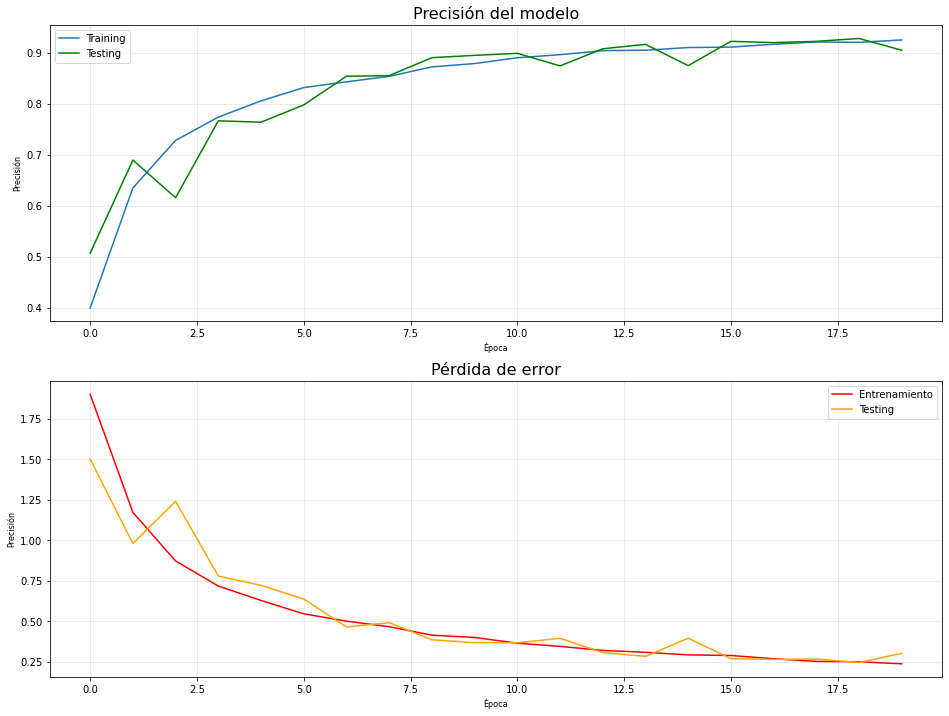 Precisión del modelo
Training
Testing
0.9
0.8
0.7
0.6
0.5
0.4
Precisión
0.0 2.5 5.0 7.5 10.0 12.5 15.0 17.5
Época
Pérdida de error
Entrenamiento
Testing
1.75
1.50
1.25
1.00
0.75
0.50
0.25
Precisión
0.0 2.5 5.0 7.5 10.0 12.5 15.0 17.5
Época